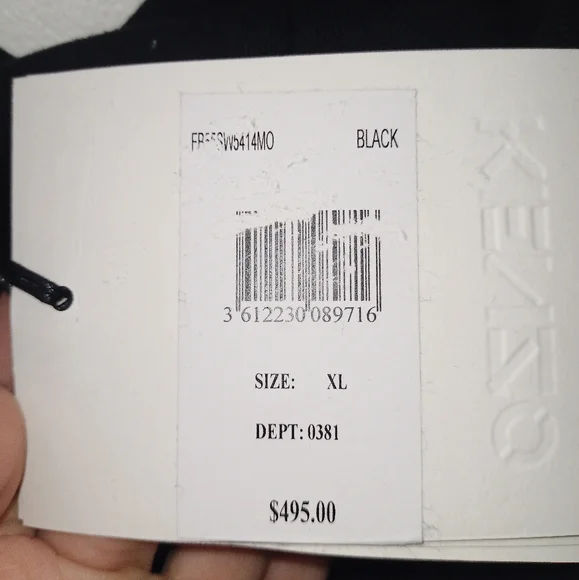 BLACK
3 612230 089716
SIZE: XL
DEPT: 0381
$495.00
KENZO